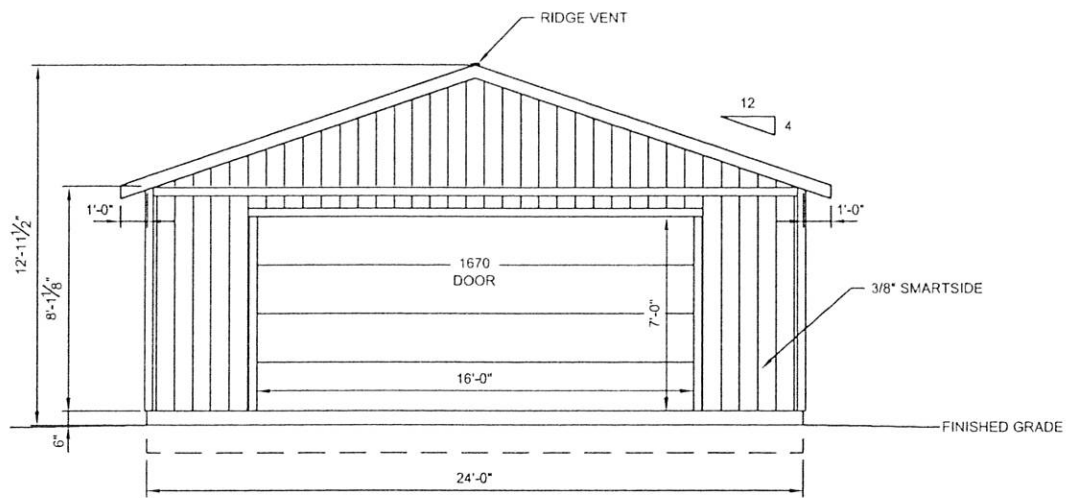 RIDGE VENT
12
4
1'-0"
1'-0"
12'-11½"
8'-1⅛"
1670
DOOR
3/8" SMARTSIDE
7'-0"
16'-0"
6"
FINISHED GRADE
24'-0"